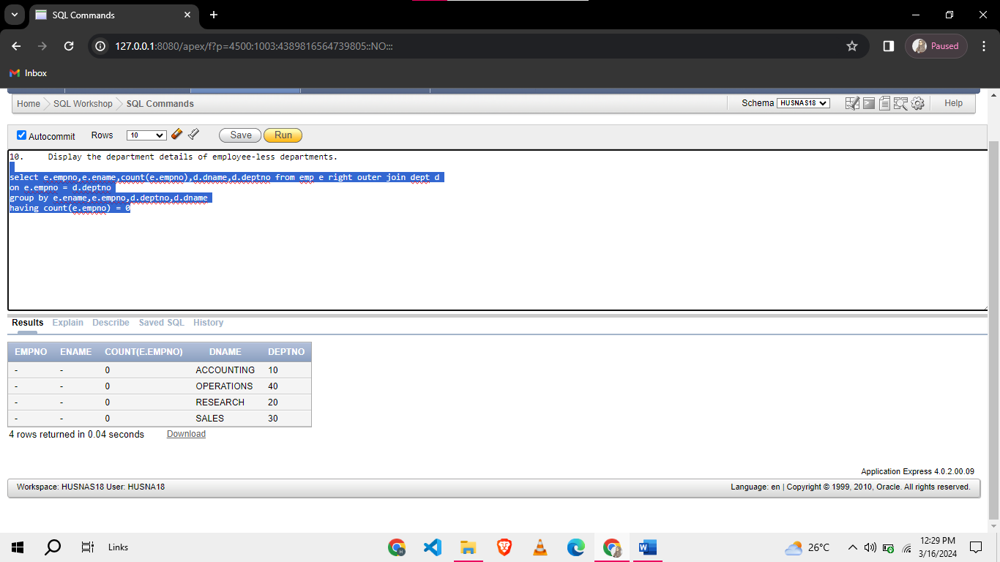 SQL Commands
127.0.0.1:8080/apex/f?p=4500:1003:4389816564739805::NO:::
Paused
Inbox
Home SQL Workshop SQL Commands
Schema HUSNAS18 Help
Autocommit Rows 10 Save Run
10. Display the department details of employee-less departments.
select e.empno,e.ename,count(e.empno),d.dname,d.deptno from emp e right outer join dept d
on e.empno = d.deptno
group by e.ename,e.empno,d.deptno,d.dname
having count(e.empno) = 0
Results Explain Describe Saved SQL History
EMPNO ENAME COUNT(E.EMPNO) DNAME DEPTNO
- - 0 ACCOUNTING 10
- - 0 OPERATIONS 40
- - 0 RESEARCH 20
- - 0 SALES 30
4 rows returned in 0.04 seconds Download
Application Express 4.0.2.00.09
Workspace: HUSNAS18 User: HUSNA18
Language: en | Copyright © 1999, 2010, Oracle. All rights reserved.
Links
26°C
12:29 PM
3/16/2024